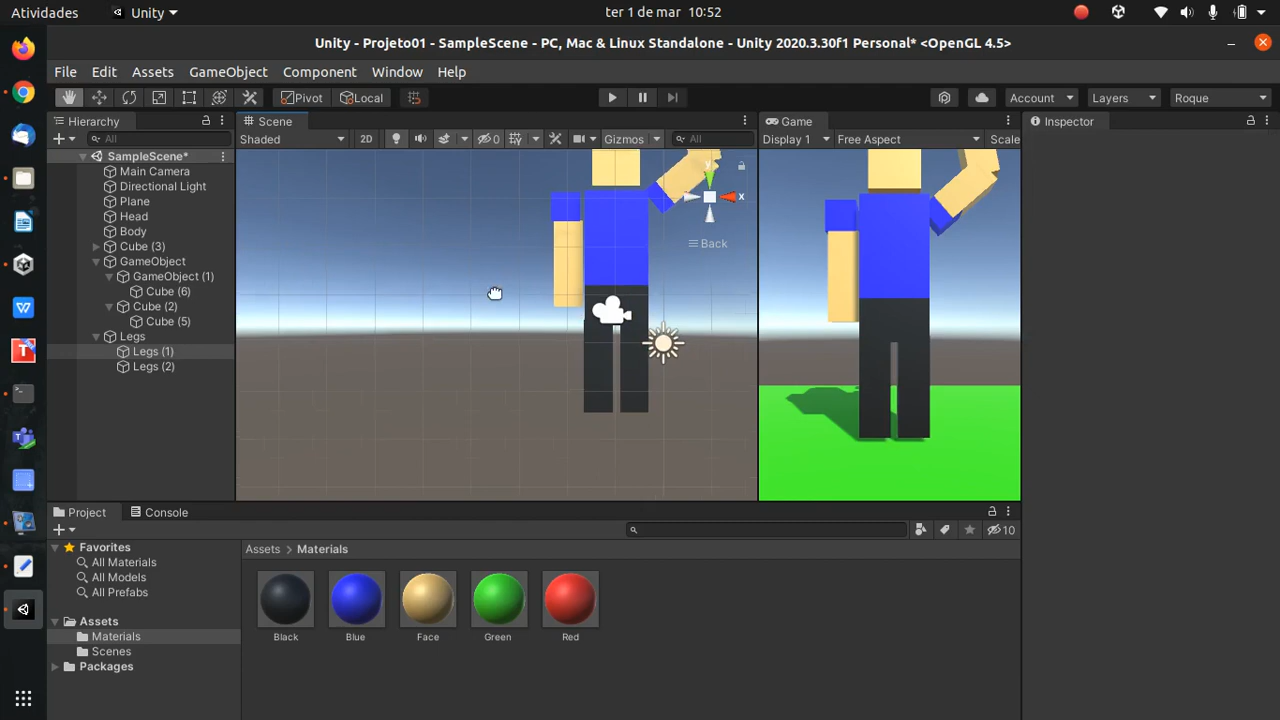 Atividades Unity ter 1 de mar 10:52
Unity - Projeto01 - SampleScene - PC, Mac & Linux Standalone - Unity 2020.3.30f1 Personal* <OpenGL 4.5>
File Edit Assets GameObject Component Window Help
Pivot Local Account Layers Roque
Hierarchy Scene Game Inspector
All Shaded 2D 0 Gizmos All Display 1 Free Aspect Scale
SampleScene*
Main Camera
Directional Light
Plane
Head
Body
Cube (3)
GameObject
GameObject (1)
Cube (6)
Cube (2)
Cube (5)
Legs
Legs (1)
Legs (2)
y
x
Back
Project Console
10
Favorites
All Materials
All Models
All Prefabs
Assets
Materials
Scenes
Packages
Assets > Materials
Black Blue Face Green Red